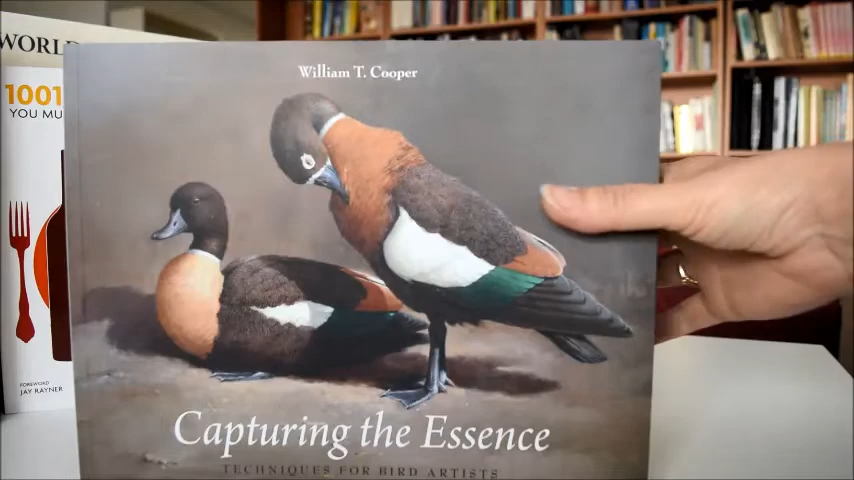 WORLD
1001
YOU MU
FOREWORD
JAY RAYNER
William T. Cooper
Capturing the Essence
TECHNIQUES FOR BIRD ARTISTS